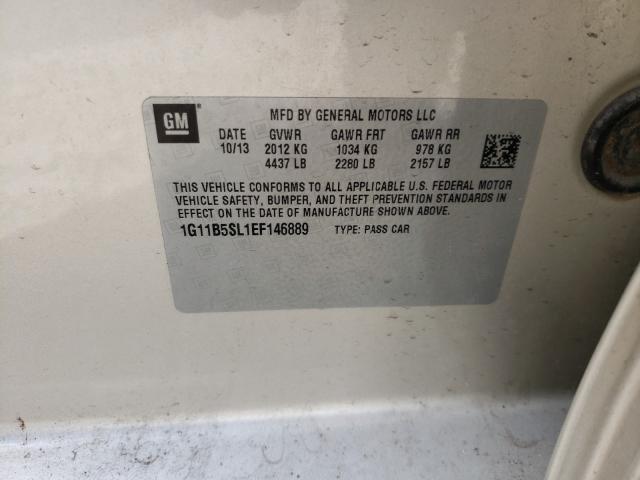 GM
MFD BY GENERAL MOTORS LLC
DATE GVWR GAWR FRT GAWR RR
10/13 2012 KG 1034 KG 978 KG
4437 LB 2280 LB 2157 LB
THIS VEHICLE CONFORMS TO ALL APPLICABLE U.S. FEDERAL MOTOR
VEHICLE SAFETY, BUMPER, AND THEFT PREVENTION STANDARDS IN
EFFECT ON THE DATE OF MANUFACTURE SHOWN ABOVE.
1G11B5SL1EF146889 TYPE: PASS CAR